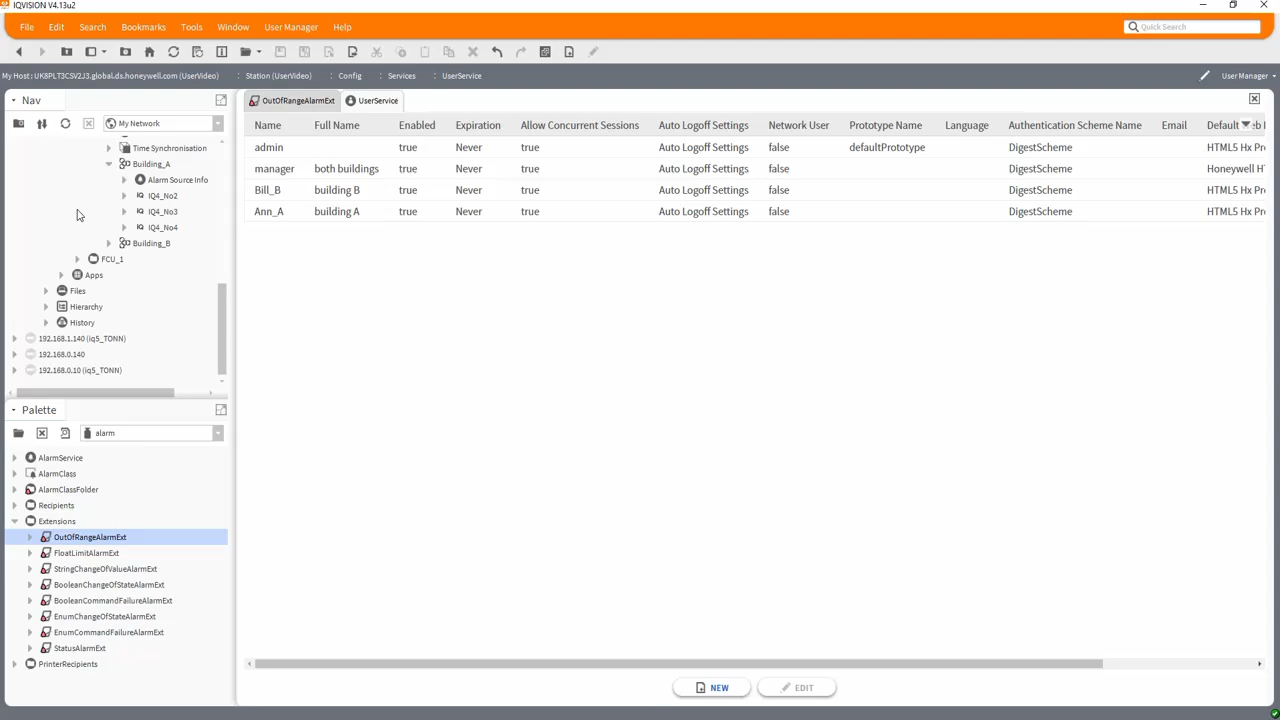 IQVISION V4.13u2
File Edit Search Bookmarks Tools Window User Manager Help
Quick Search
My Host : UK8PLT3CSV2J3.global.ds.honeywell.com (UserVideo) : Station (UserVideo) : Config : Services : UserService
User Manager
Nav
My Network
Time Synchronisation
Building_A
Alarm Source Info
IQ4_No2
IQ4_No3
IQ4_No4
Building_B
FCU_1
Apps
Files
Hierarchy
History
192.168.1.140 (iq5_TONN)
192.168.0.140
192.168.0.10 (iq5_TONN)
Palette
alarm
AlarmService
AlarmClass
AlarmClassFolder
Recipients
Extensions
OutOfRangeAlarmExt
FloatLimitAlarmExt
StringChangeOfValueAlarmExt
BooleanChangeOfStateAlarmExt
BooleanCommandFailureAlarmExt
EnumChangeOfStateAlarmExt
EnumCommandFailureAlarmExt
StatusAlarmExt
PrinterRecipients
OutOfRangeAlarmExt UserService
Name Full Name Enabled Expiration Allow Concurrent Sessions Auto Logoff Settings Network User Prototype Name Language Authentication Scheme Name Email Default
admin true Never true Auto Logoff Settings false defaultPrototype DigestScheme HTML5 Hx Pr
manager both buildings true Never true Auto Logoff Settings false DigestScheme Honeywell H
Bill_B building B true Never true Auto Logoff Settings false DigestScheme HTML5 Hx Pr
Ann_A building A true Never true Auto Logoff Settings false DigestScheme HTML5 Hx Pr
NEW EDIT